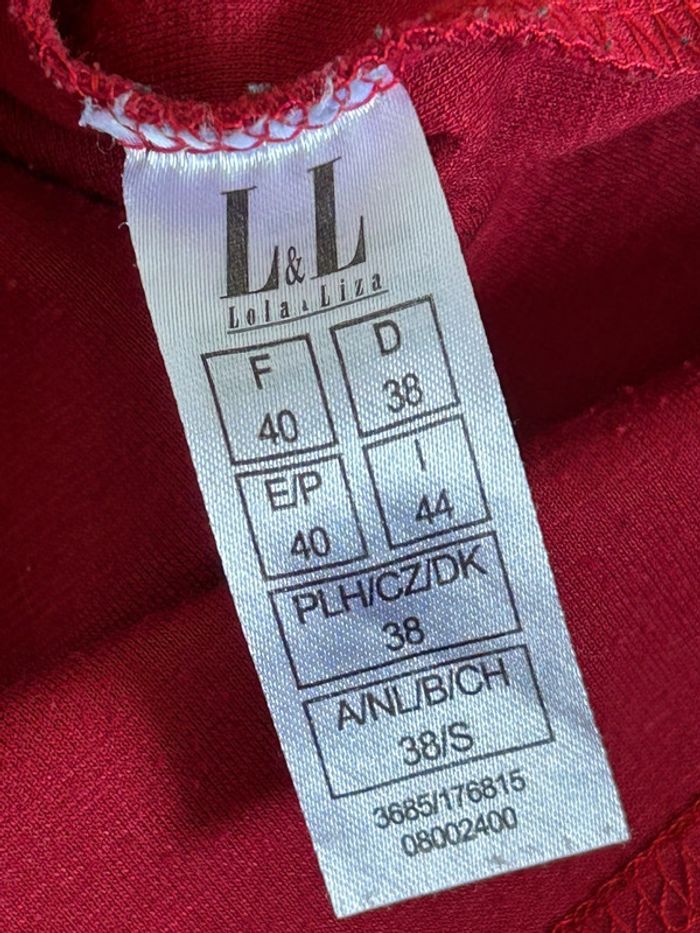 L&L
Lola & Liza
F
40
D
38
E/P
40
I
44
PLH/CZ/DK
38
A/NL/B/CH
38/S
3685/176815
08002400